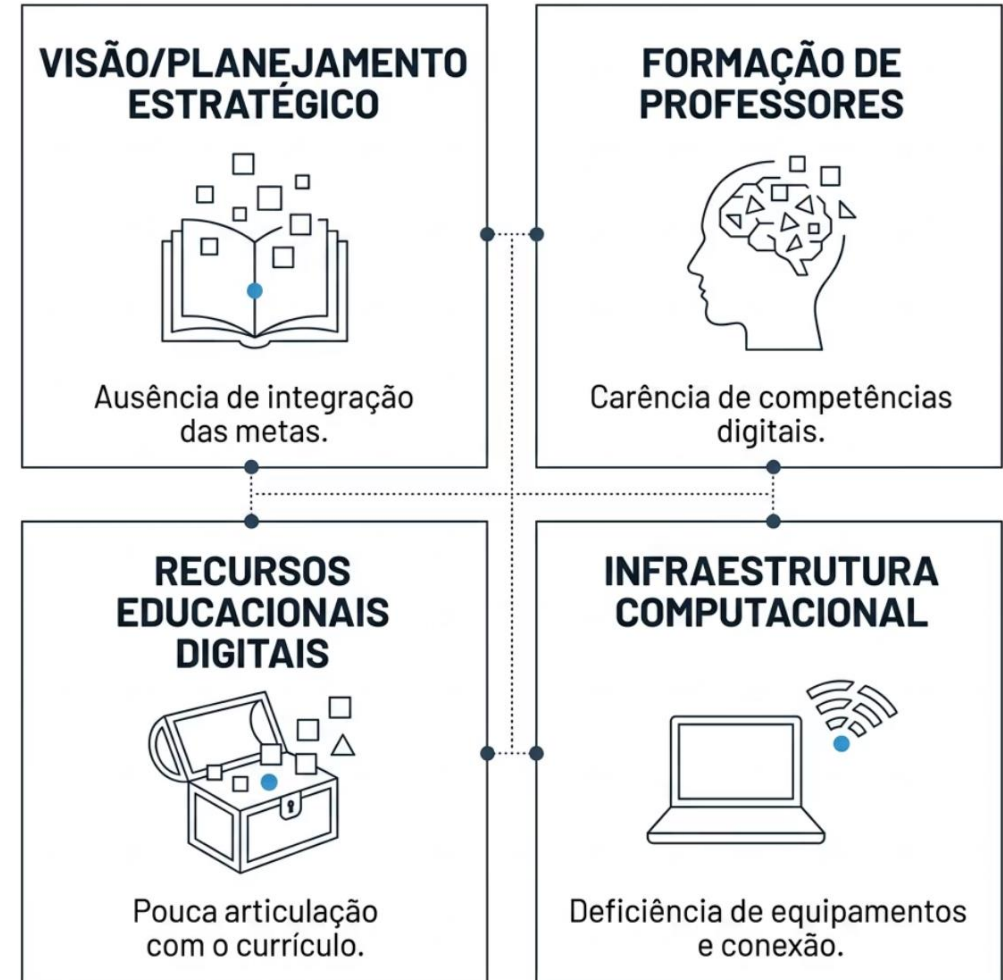 VISÃO/PLANEJAMENTO
ESTRATÉGICO
Ausência de integração
das metas.
FORMAÇÃO DE
PROFESSORES
Carência de competências
digitais.
RECURSOS
EDUCACIONAIS
DIGITAIS
Pouca articulação
com o currículo.
INFRAESTRUTURA
COMPUTACIONAL
Deficiência de equipamentos
e conexão.